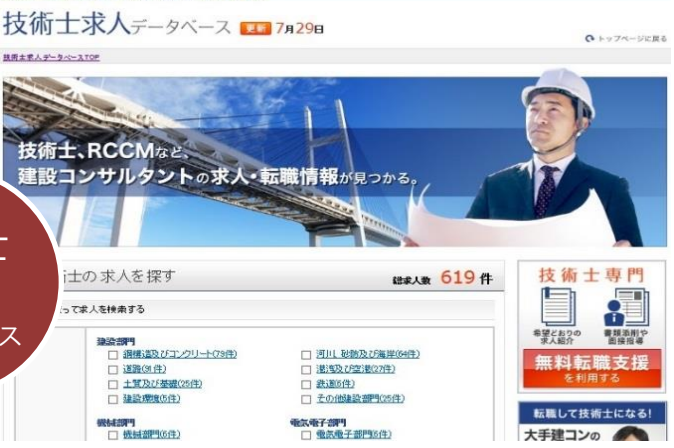 技術士求人データベース 更新 7月29日
トップページに戻る
技術士求人データベースTOP
技術士、RCCMなど、
建設コンサルタントの求人・転職情報が見つかる。
士
ス
士の求人を探す
総求人数 619 件
って求人を検索する
建設部門
鋼構造及びコンクリート(79件)
河川、砂防及び海岸(64件)
道路(91件)
港湾及び空港(27件)
土質及び基礎(25件)
鉄道(6件)
建設環境(6件)
その他建設部門(25件)
機械部門
電気電子部門
機械部門(6件)
電気電子部門(6件)
技術士専門
希望どおりの
求人紹介
書類添削や
面接指導
無料転職支援
を利用する
転職して技術士になる!
大手建コンの